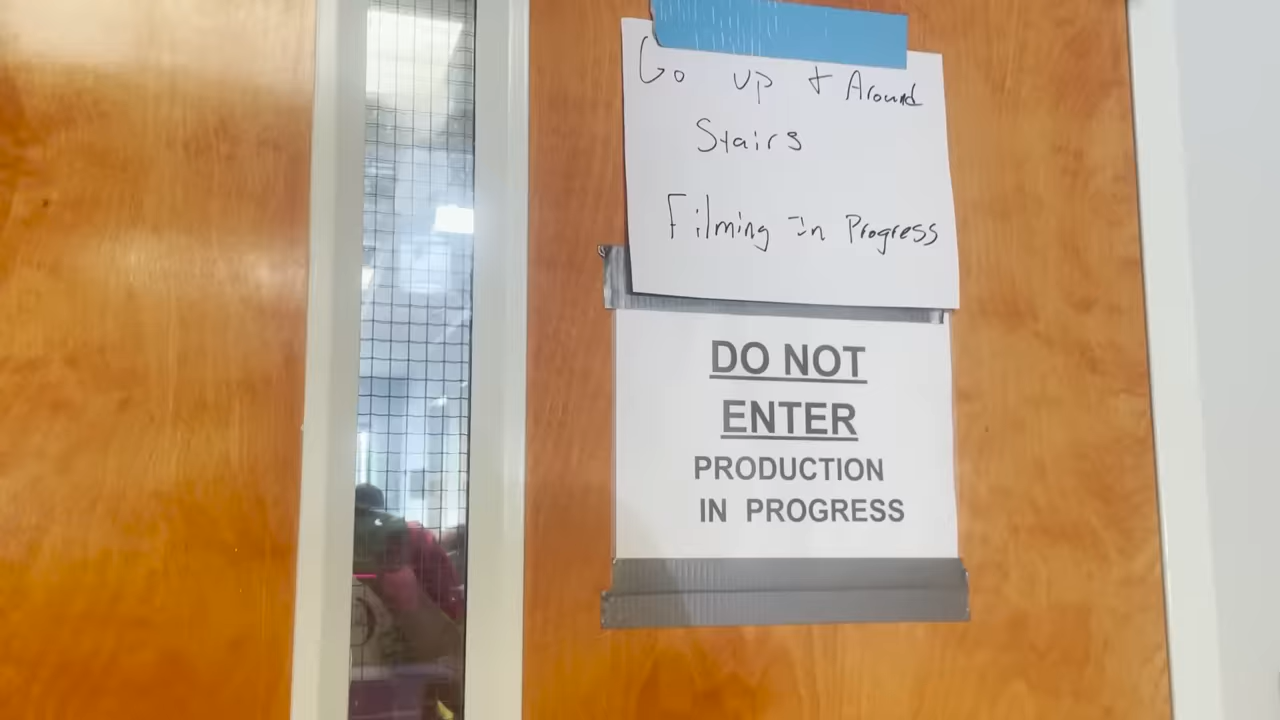 Go up + Around
Stairs
Filming In Progress
DO NOT
ENTER
PRODUCTION
IN PROGRESS